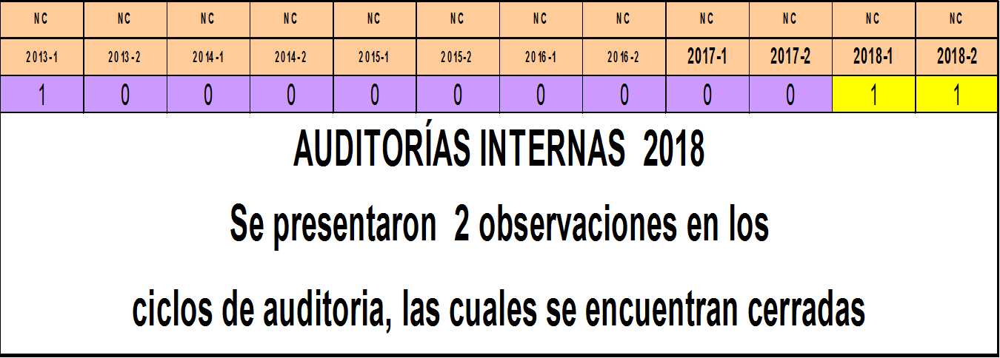 NC NC NC NC NC NC NC NC NC NC NC NC
2013-1 2013-2 2014-1 2014-2 2015-1 2015-2 2016-1 2016-2 2017-1 2017-2 2018-1 2018-2
1 0 0 0 0 0 0 0 0 0 1 1
AUDITORÍAS INTERNAS 2018
Se presentaron 2 observaciones en los
ciclos de auditoria, las cuales se encuentran cerradas